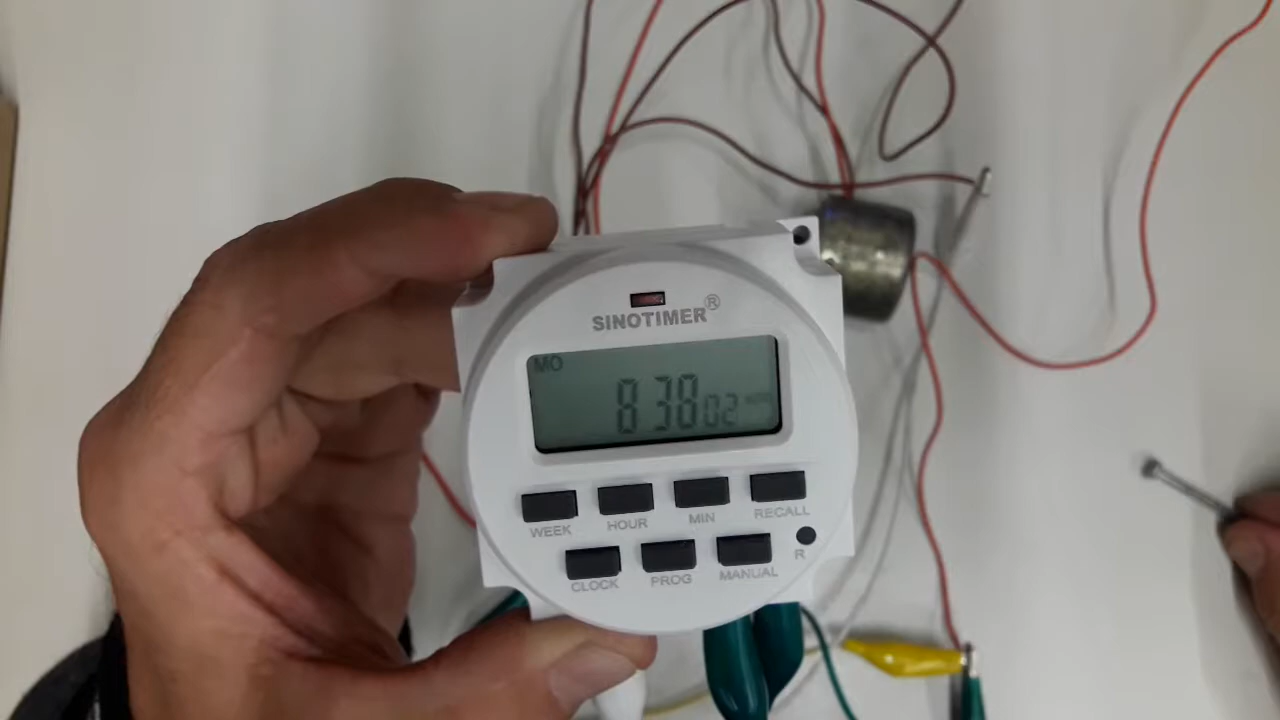 SINOTIMER®
MO
8 38 02
WEEK HOUR MIN RECALL
CLOCK PROG MANUAL R